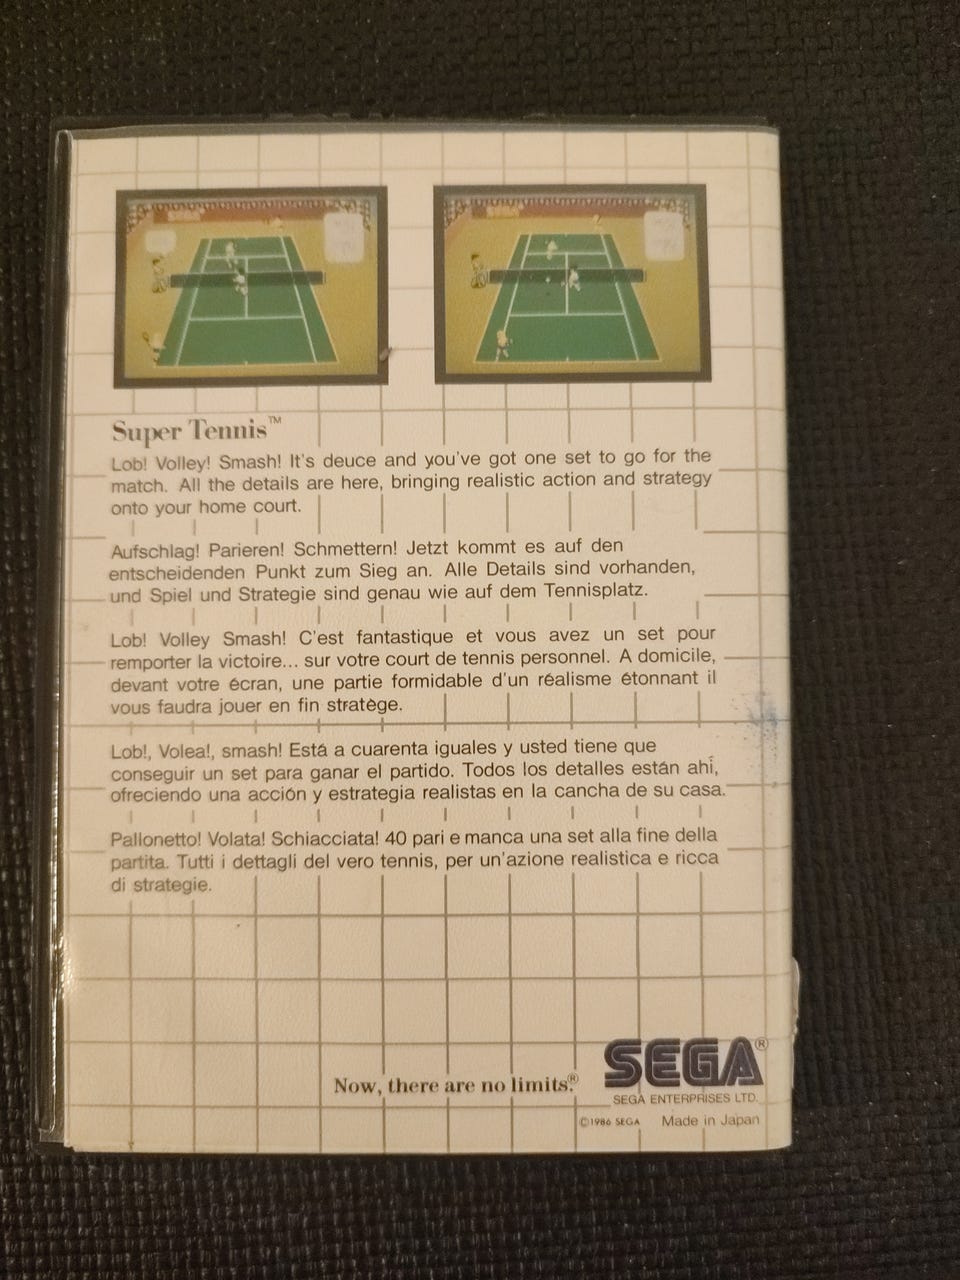 SEGA
SEGA
Super Tennis™
Lob! Volley! Smash! It's deuce and you've got one set to go for the
match. All the details are here, bringing realistic action and strategy
onto your home court.
Aufschlag! Parieren! Schmettern! Jetzt kommt es auf den
entscheidenden Punkt zum Sieg an. Alle Details sind vorhanden,
und Spiel und Strategie sind genau wie auf dem Tennisplatz.
Lob! Volley Smash! C'est fantastique et vous avez un set pour
remporter la victoire... sur votre court de tennis personnel. A domicile,
devant votre écran, une partie formidable d'un réalisme étonnant il
vous faudra jouer en fin stratège.
Lob!, Volea!, smash! Está a cuarenta iguales y usted tiene que
conseguir un set para ganar el partido. Todos los detalles están ahí,
ofreciendo una acción y estrategia realistas en la cancha de su casa.
Pallonetto! Volata! Schiacciata! 40 pari e manca una set alla fine della
partita. Tutti i dettagli del vero tennis, per un'azione realistica e ricca
di strategie.
Now, there are no limits.®
SEGA®
SEGA ENTERPRISES LTD.
©1986 SEGA Made in Japan